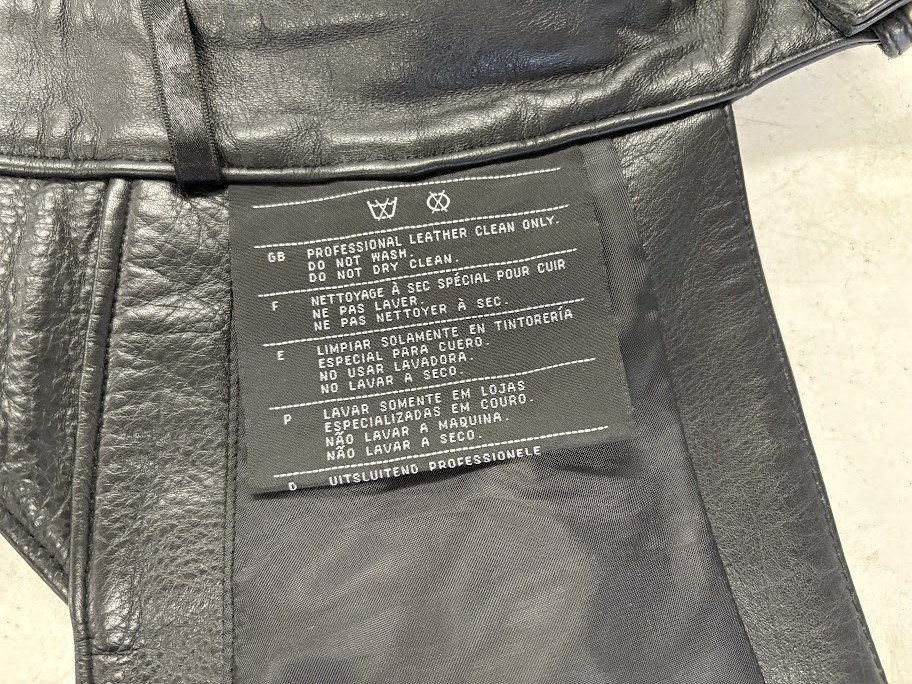 GB PROFESSIONAL LEATHER CLEAN ONLY.
DO NOT WASH.
DO NOT DRY CLEAN.
F NETTOYAGE À SEC SPÉCIAL POUR CUIR
NE PAS LAVER.
NE PAS NETTOYER À SEC.
E LIMPIAR SOLAMENTE EN TINTORERÍA
ESPECIAL PARA CUERO.
NO USAR LAVADORA.
NO LAVAR A SECO.
P LAVAR SOMENTE EM LOJAS
ESPECIALIZADAS EM COURO.
NÃO LAVAR A MAQUINA.
NÃO LAVAR A SECO.
UITSLUITEND PROFESSIONELE